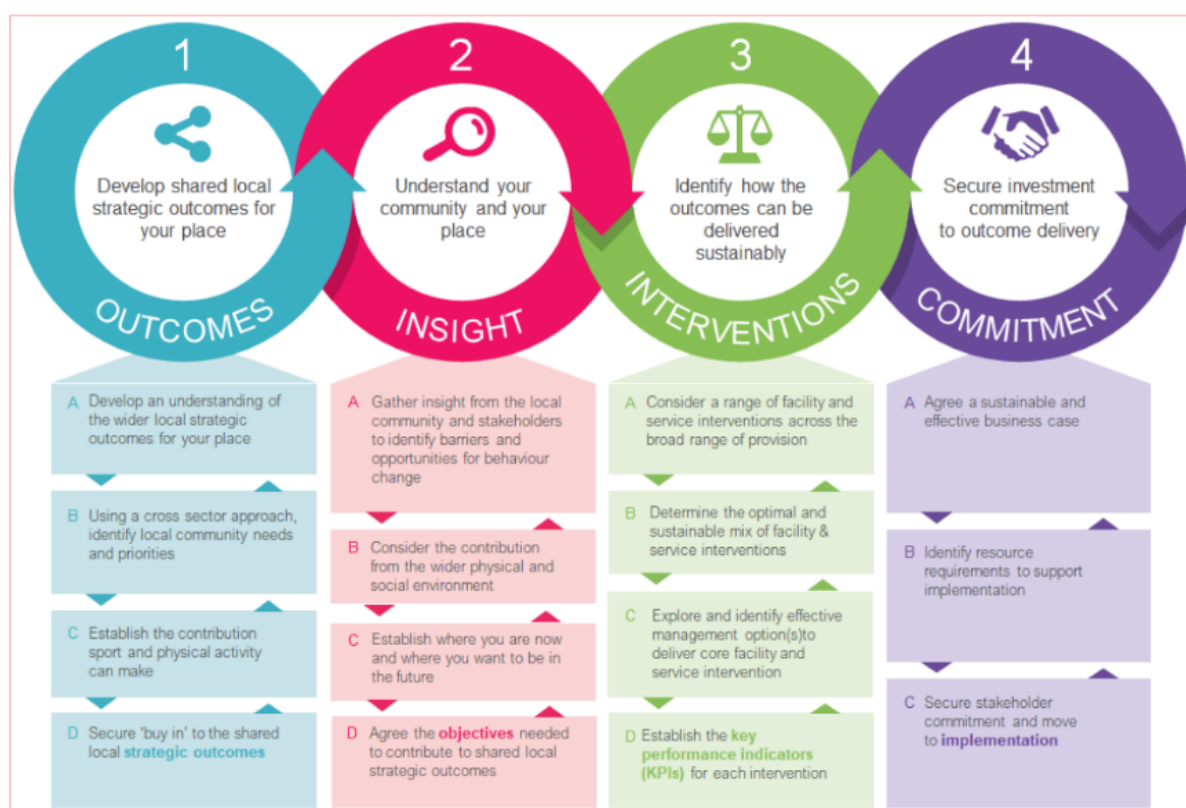 1
Develop shared local
strategic outcomes for
your place
OUTCOMES
A Develop an understanding of
the wider local strategic
outcomes for your place
B Using a cross sector approach,
identify local community needs
and priorities
C Establish the contribution
sport and physical activity
can make
D Secure 'buy in' to the shared
local strategic outcomes
2
Understand your
community and your
place
INSIGHT
A Gather insight from the local
community and stakeholders
to identify barriers and
opportunities for behaviour
change
B Consider the contribution
from the wider physical and
social environment
C Establish where you are now
and where you want to be in
the future
D Agree the objectives needed
to contribute to shared local
strategic outcomes
3
Identify how the
outcomes can be
delivered
sustainably
INTERVENTIONS
A Consider a range of facility and
service interventions across the
broad range of provision
B Determine the optimal and
sustainable mix of facility &
service interventions
C Explore and identify effective
management option(s)to
deliver core facility and
service intervention
D Establish the key
performance indicators
(KPIs) for each intervention
4
Secure investment
commitment
to outcome delivery
COMMITMENT
A Agree a sustainable and
effective business case
B Identify resource
requirements to support
implementation
C Secure stakeholder
commitment and move
to implementation